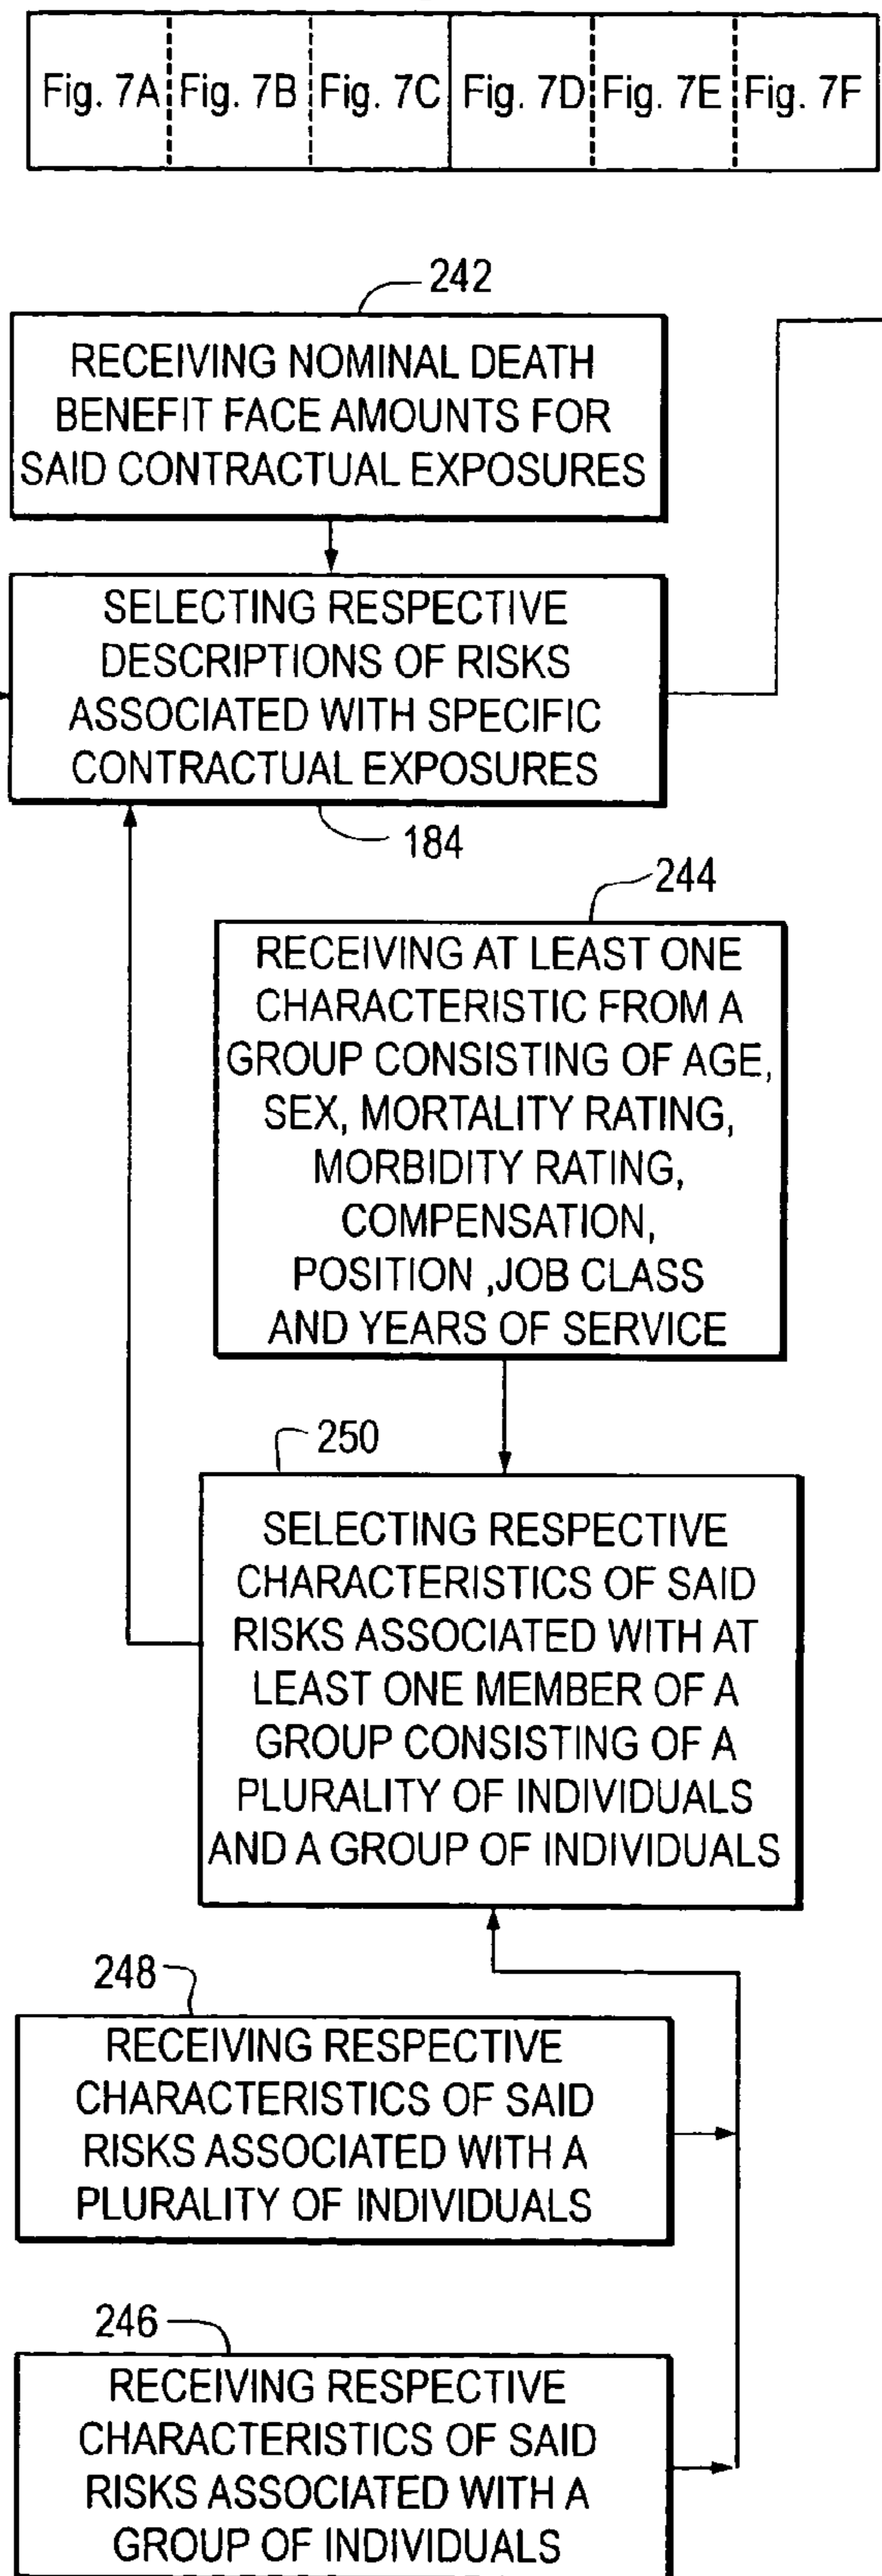 Fig. 7A Fig. 7B Fig. 7C Fig. 7D Fig. 7E Fig. 7F
242
RECEIVING NOMINAL DEATH
BENEFIT FACE AMOUNTS FOR
SAID CONTRACTUAL EXPOSURES
SELECTING RESPECTIVE
DESCRIPTIONS OF RISKS
ASSOCIATED WITH SPECIFIC
CONTRACTUAL EXPOSURES
184
244
RECEIVING AT LEAST ONE
CHARACTERISTIC FROM A
GROUP CONSISTING OF AGE,
SEX, MORTALITY RATING,
MORBIDITY RATING,
COMPENSATION,
POSITION ,JOB CLASS
AND YEARS OF SERVICE
250
SELECTING RESPECTIVE
CHARACTERISTICS OF SAID
RISKS ASSOCIATED WITH AT
LEAST ONE MEMBER OF A
GROUP CONSISTING OF A
PLURALITY OF INDIVIDUALS
AND A GROUP OF INDIVIDUALS
248
RECEIVING RESPECTIVE
CHARACTERISTICS OF SAID
RISKS ASSOCIATED WITH A
PLURALITY OF INDIVIDUALS
246
RECEIVING RESPECTIVE
CHARACTERISTICS OF SAID
RISKS ASSOCIATED WITH A
GROUP OF INDIVIDUALS